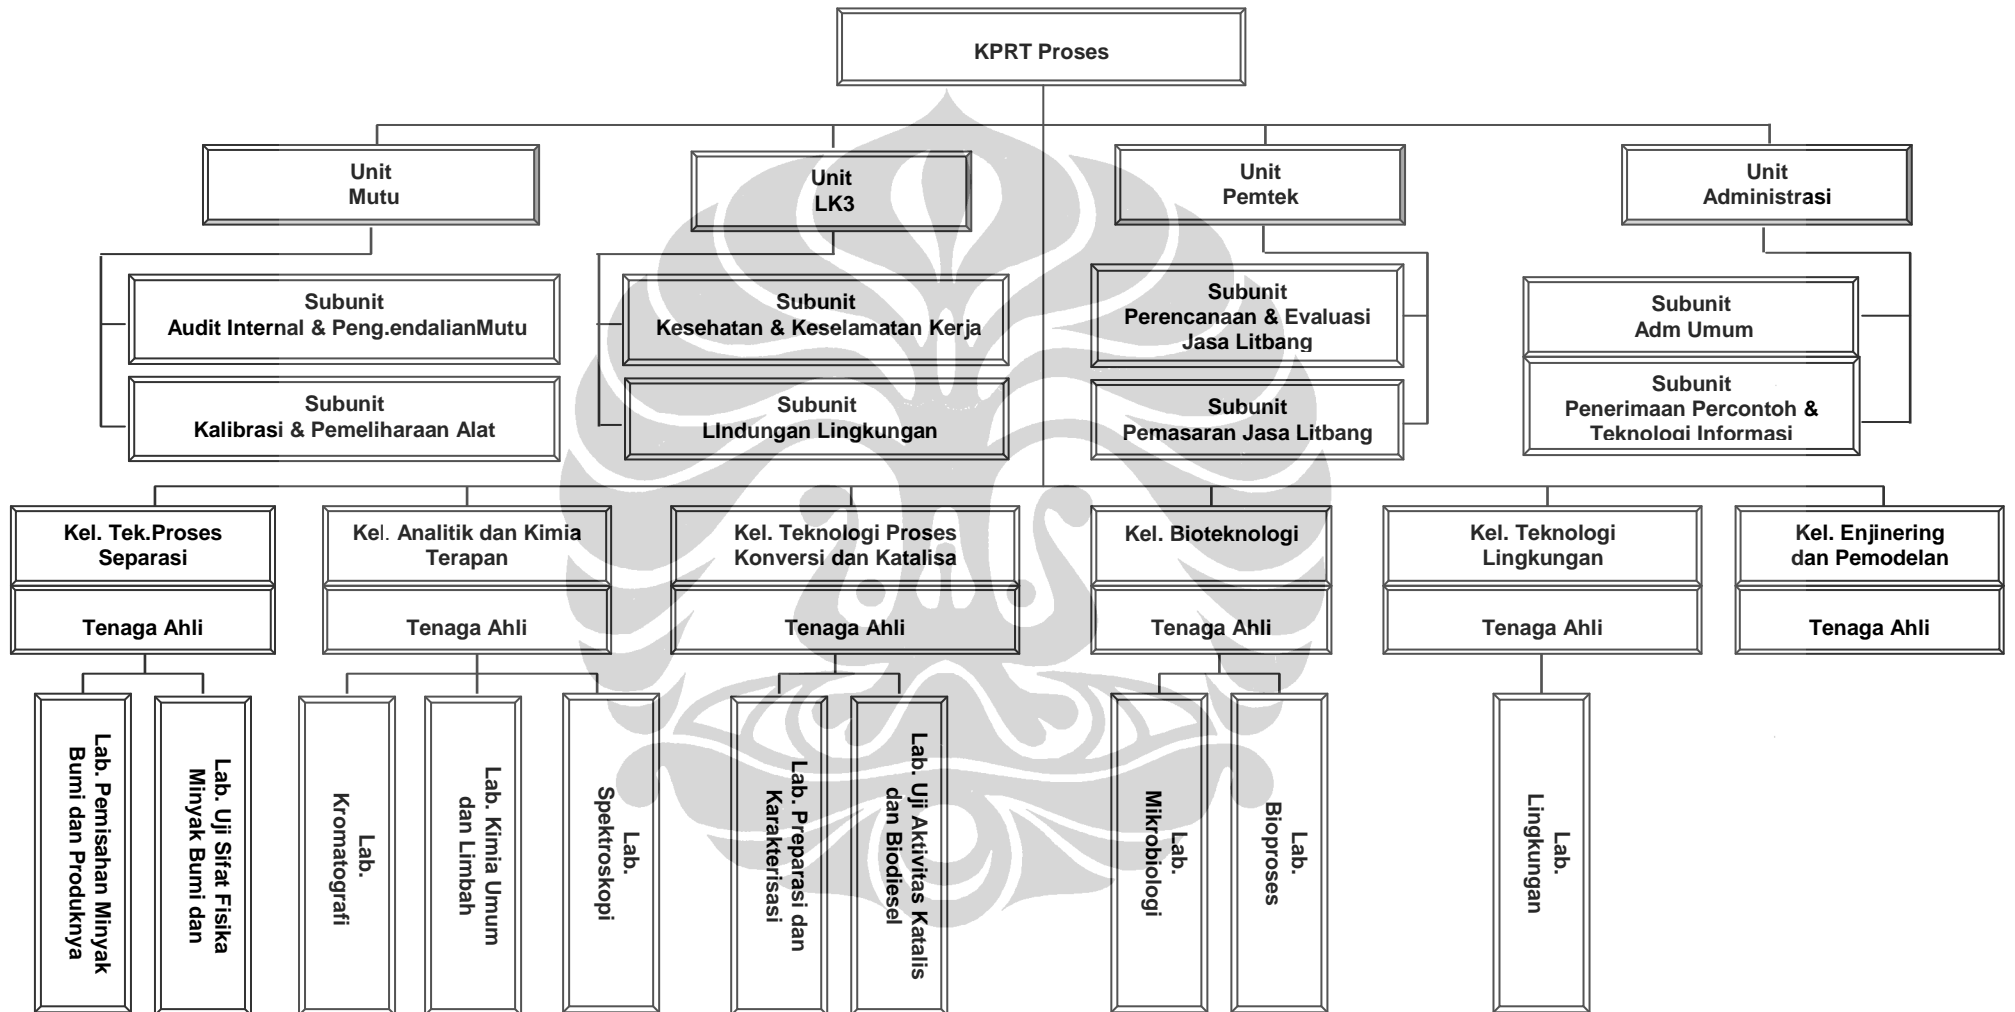 KPRT Proses
Unit
Mutu
Unit
LK3
Unit
Pemtek
Unit
Administrasi
Subunit
Audit Internal & Peng.endalianMutu
Subunit
Kesehatan & Keselamatan Kerja
Subunit
Perencanaan & Evaluasi
Jasa Litbang
Subunit
Adm Umum
Subunit
Kalibrasi & Pemeliharaan Alat
Subunit
LIndungan Lingkungan
Subunit
Pemasaran Jasa Litbang
Subunit
Penerimaan Percontoh &
Teknologi Informasi
Kel. Tek.Proses
Separasi
Kel. Analitik dan Kimia
Terapan
Kel. Teknologi Proses
Konversi dan Katalisa
Kel. Bioteknologi
Kel. Teknologi
Lingkungan
Kel. Enjinering
dan Pemodelan
Tenaga Ahli
Tenaga Ahli
Tenaga Ahli
Tenaga Ahli
Tenaga Ahli
Tenaga Ahli
Lab. Pemisahan Minyak
Bumi dan Produknya
Lab. Uji Sifat Fisika
Minyak Bumi dan
Lab.
Kromatografi
Lab. Kimia Umum
dan Limbah
Lab.
Spektroskopi
Lab. Preparasi dan
Karakterisasi
Lab. Uji Aktivitas Katalis
dan Biodiesel
Lab.
Mikrobiologi
Lab.
Bioproses
Lab.
Lingkungan